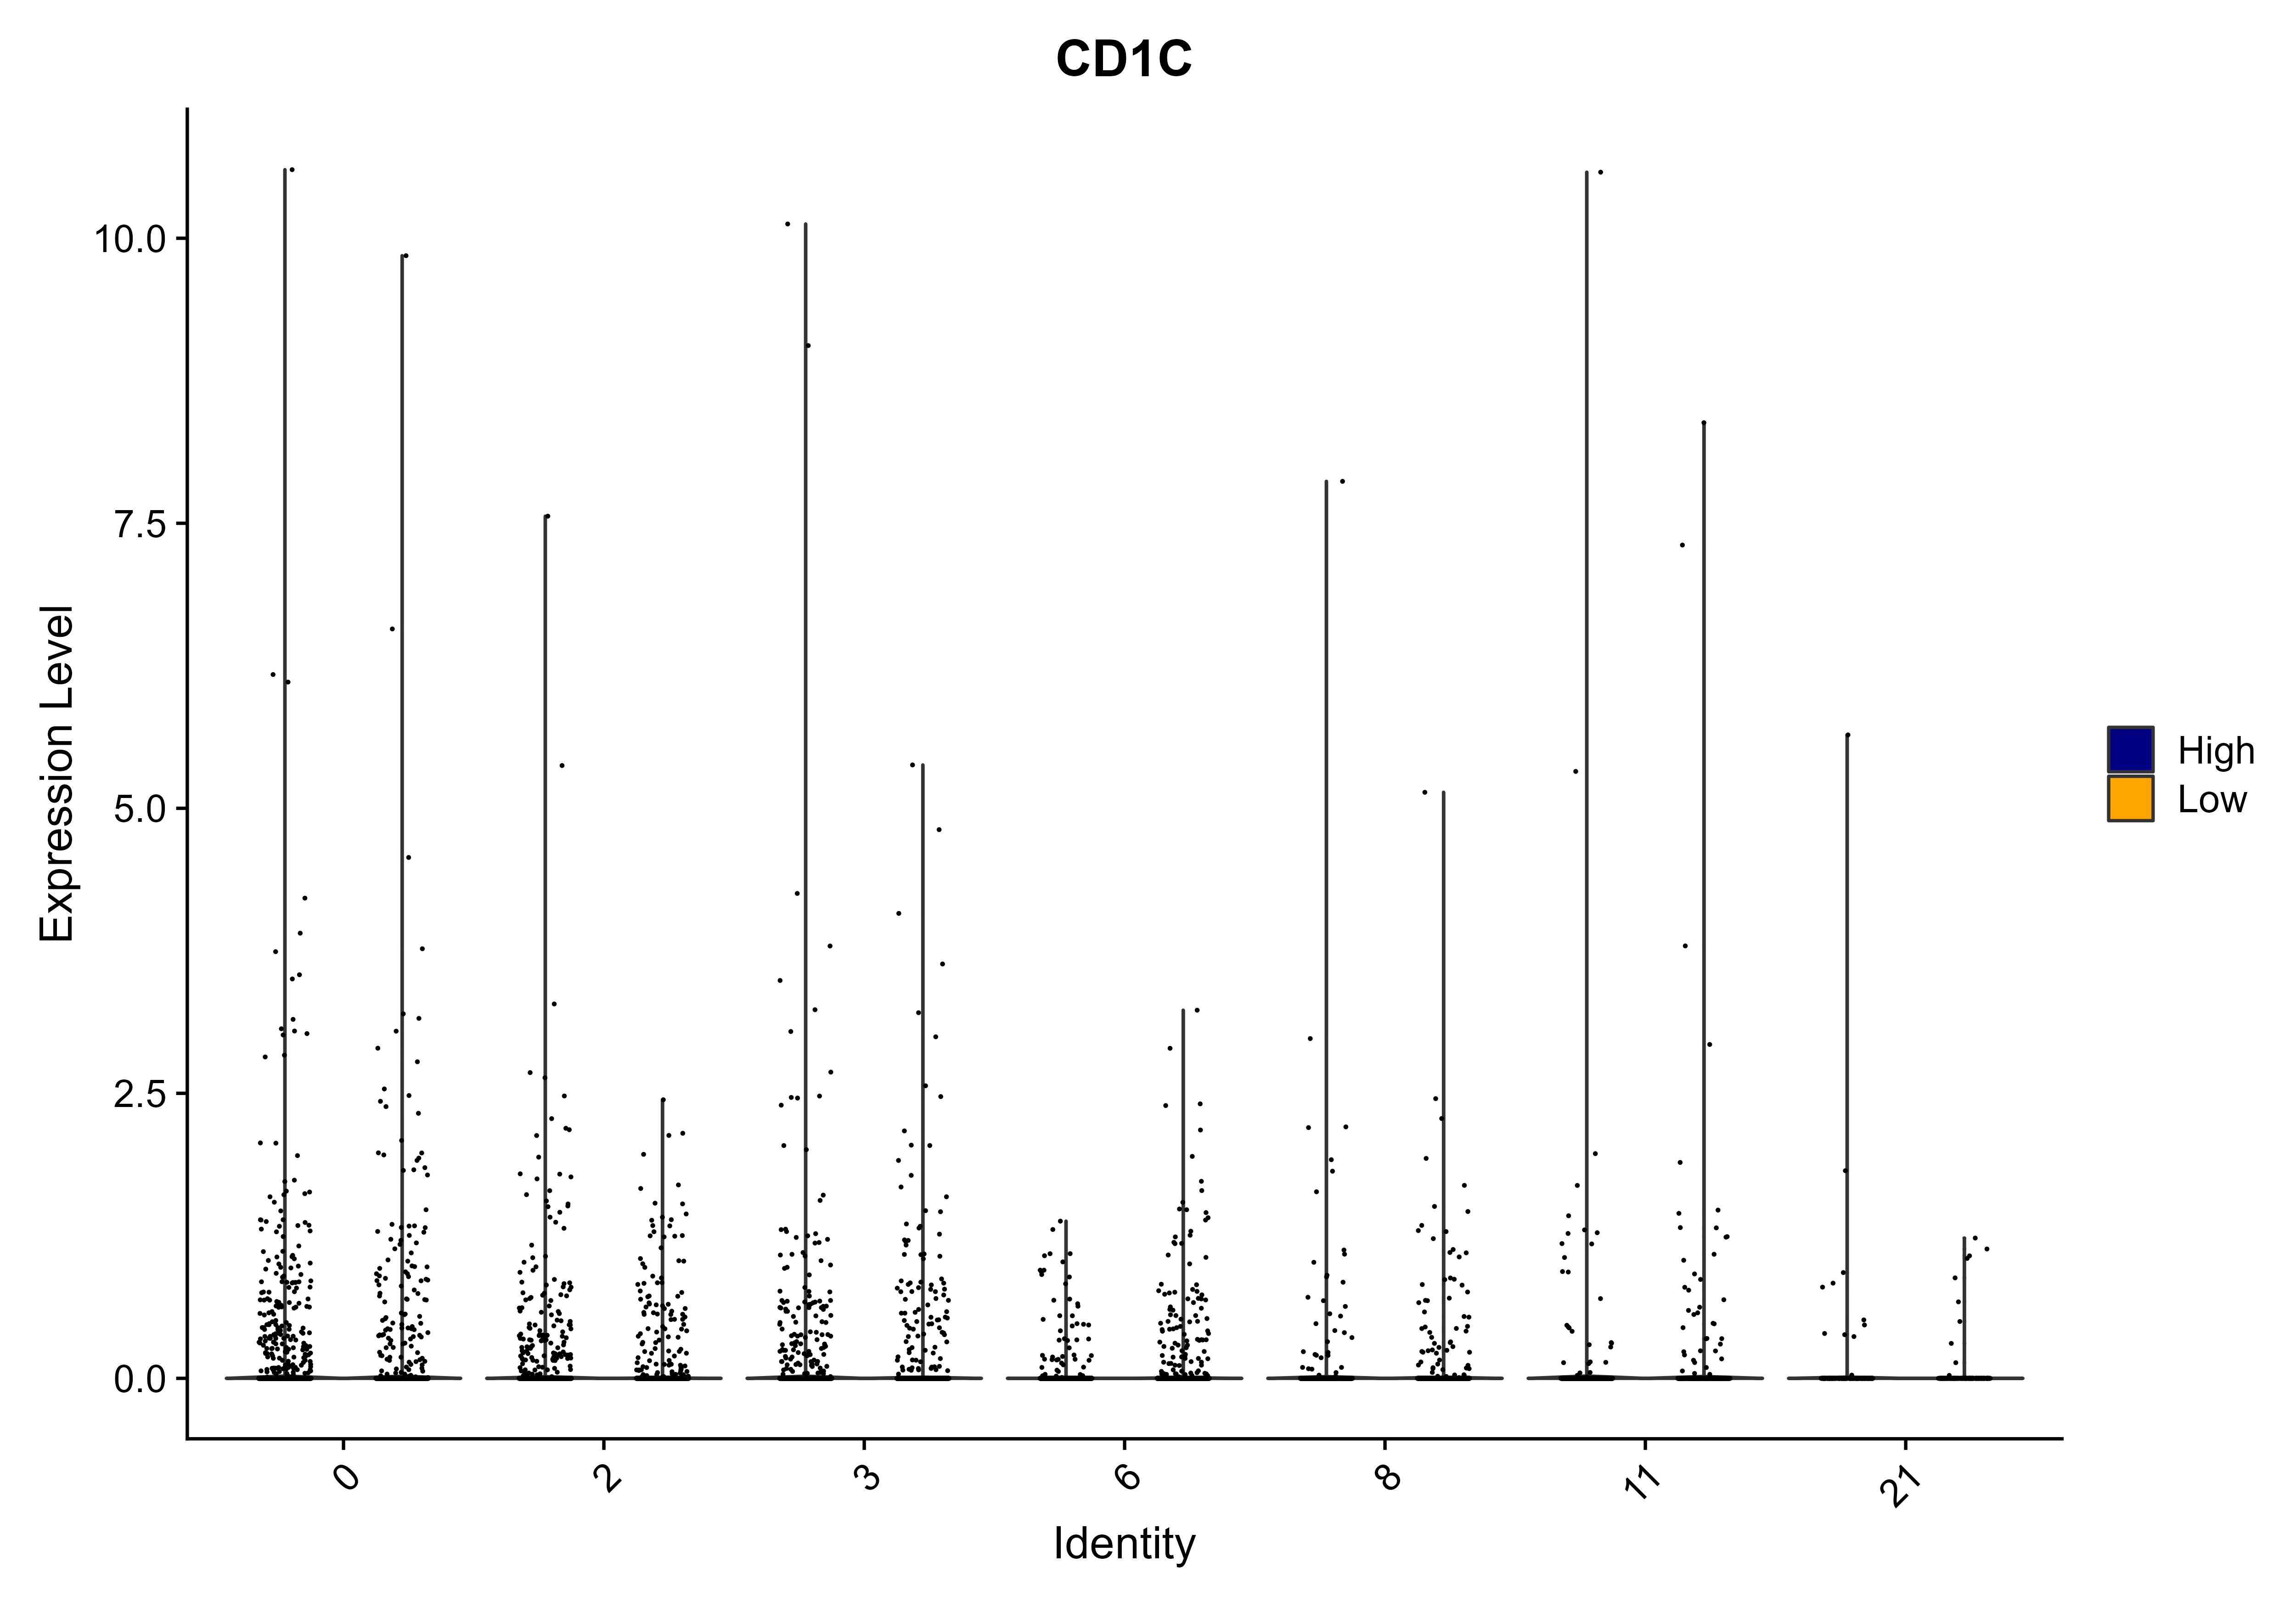 CD1C
Expression Level
10.0
7.5
5.0
2.5
0.0
0
2
3
6
8
11
21
Identity
High
Low